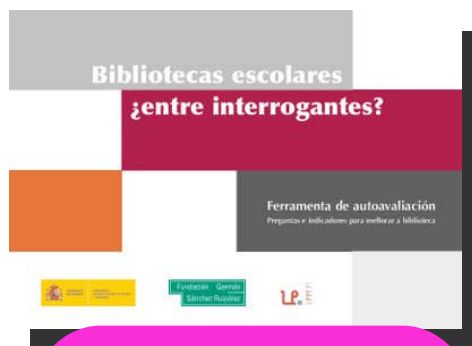 Bibliotecas escolares
¿entre interrogantes?
Ferramenta de autoavaliación
Preguntas e indicadores para mellorar a biblioteca
Fundación Germán
Sánchez Ruipérez